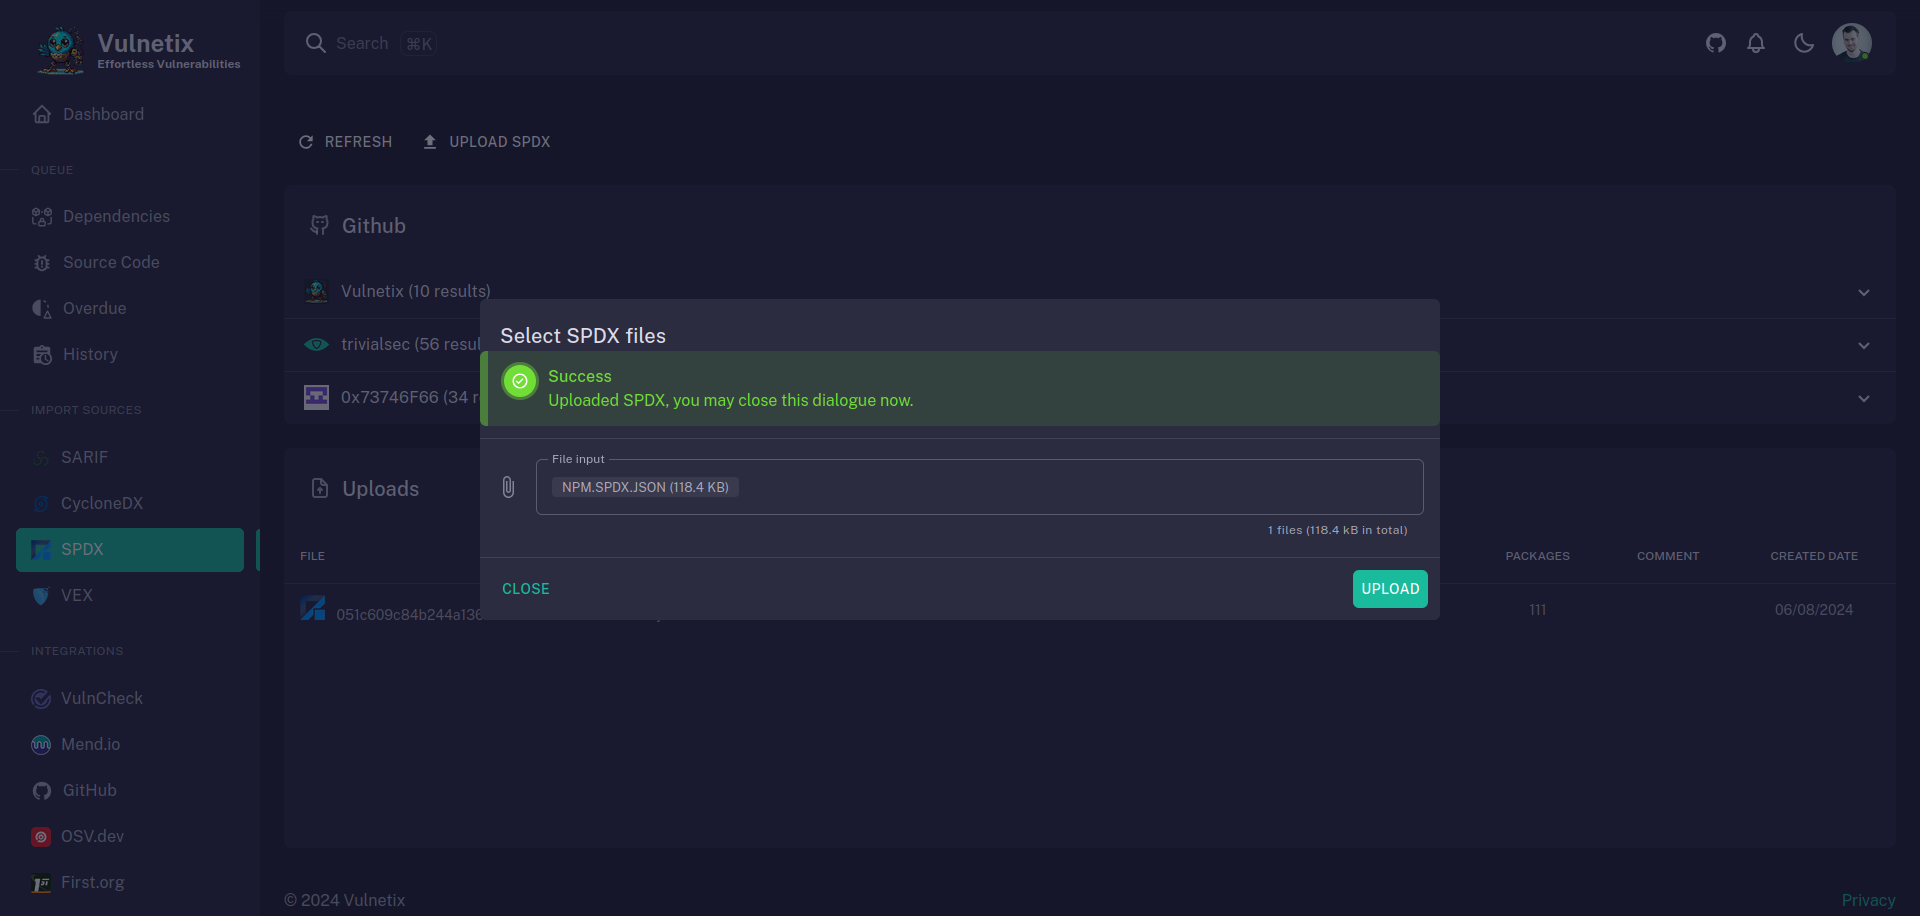 Vulnetix
Effortless Vulnerabilities
Dashboard
QUEUE
Dependencies
Source Code
Overdue
History
IMPORT SOURCES
SARIF
CycloneDX
SPDX
VEX
INTEGRATIONS
VulnCheck
Mend.io
GitHub
OSV.dev
First.org
Search ⌘K
REFRESH UPLOAD SPDX
Github
Vulnetix (10 results)
trivialsec (56
0x73746F66 (34
Select SPDX files
Success
Uploaded SPDX, you may close this dialogue now.
File input
NPM.SPDX.JSON (118.4 KB)
1 files (118.4 kB in total)
CLOSE UPLOAD
Uploads
FILE PACKAGES COMMENT CREATED DATE
051c609c84b244a136 111 06/08/2024
© 2024 Vulnetix Privacy